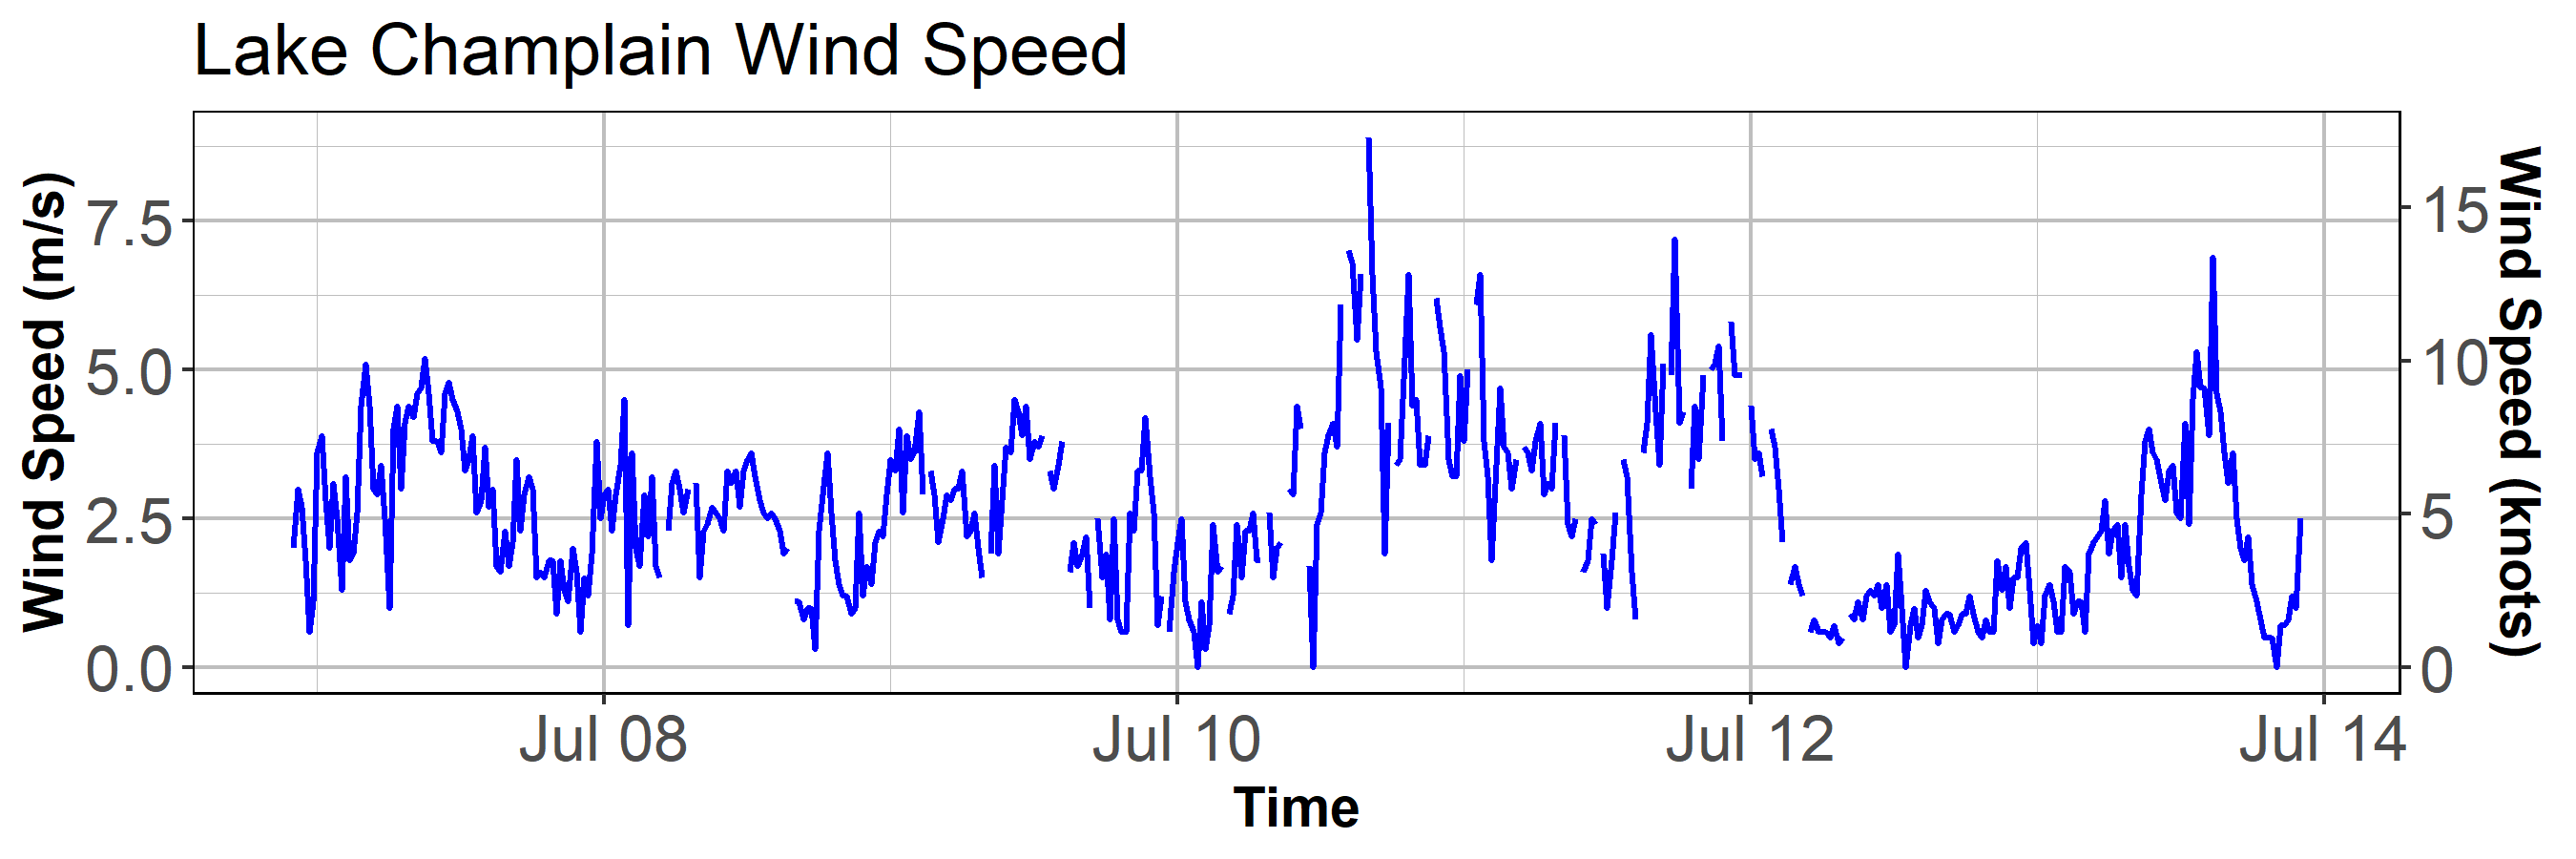 Lake Champlain Wind Speed
Wind Speed (m/s)
7.5
5.0
2.5
0.0
15
10
5
0
Wind Speed (knots)
Jul 08
Jul 10
Jul 12
Jul 14
Time